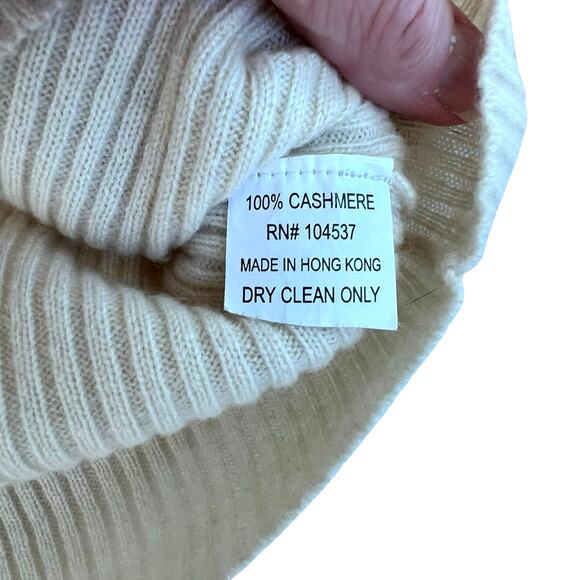 100% CASHMERE
RN# 104537
MADE IN HONG KONG
DRY CLEAN ONLY